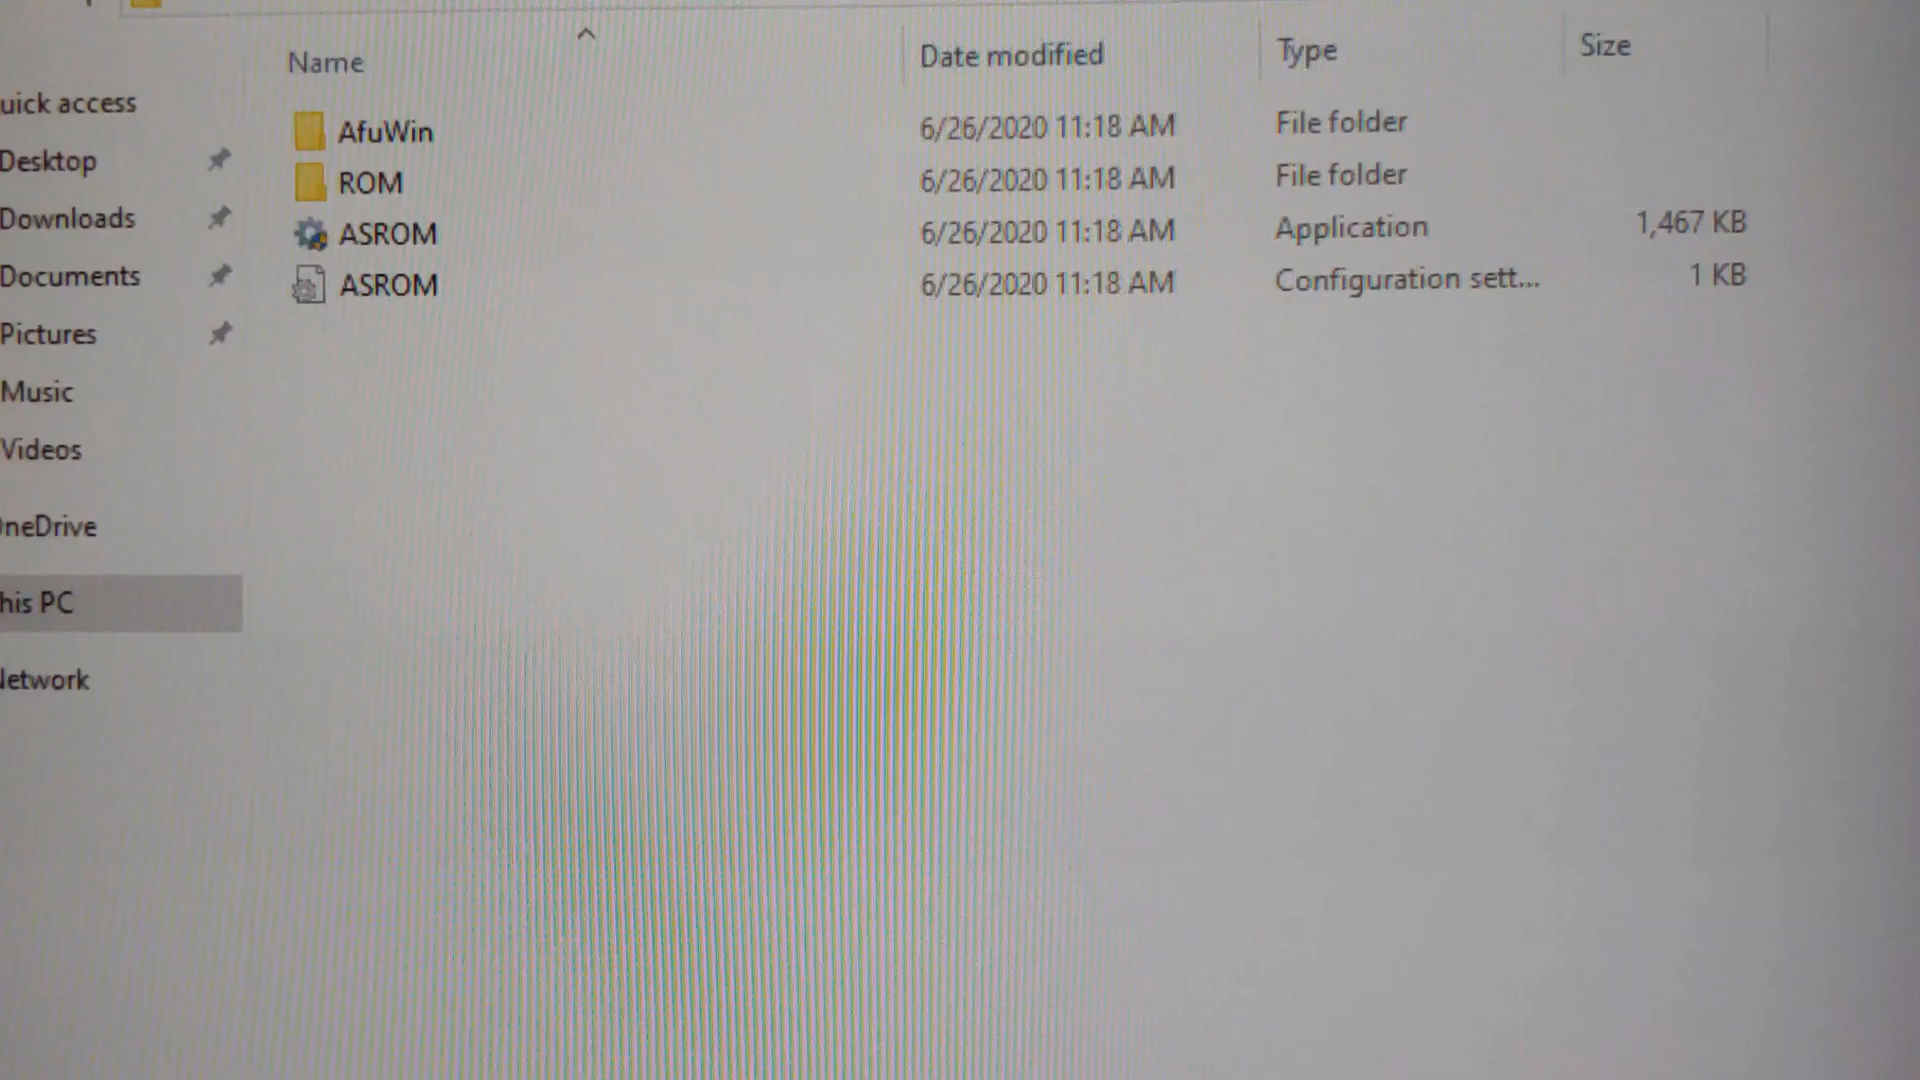 Name Date modified Type Size
uick access
AfuWin 6/26/2020 11:18 AM File folder
Desktop
ROM 6/26/2020 11:18 AM File folder
Downloads
ASROM 6/26/2020 11:18 AM Application 1,467 KB
Documents
ASROM 6/26/2020 11:18 AM Configuration sett... 1 KB
Pictures
Music
Videos
neDrive
his PC
etwork